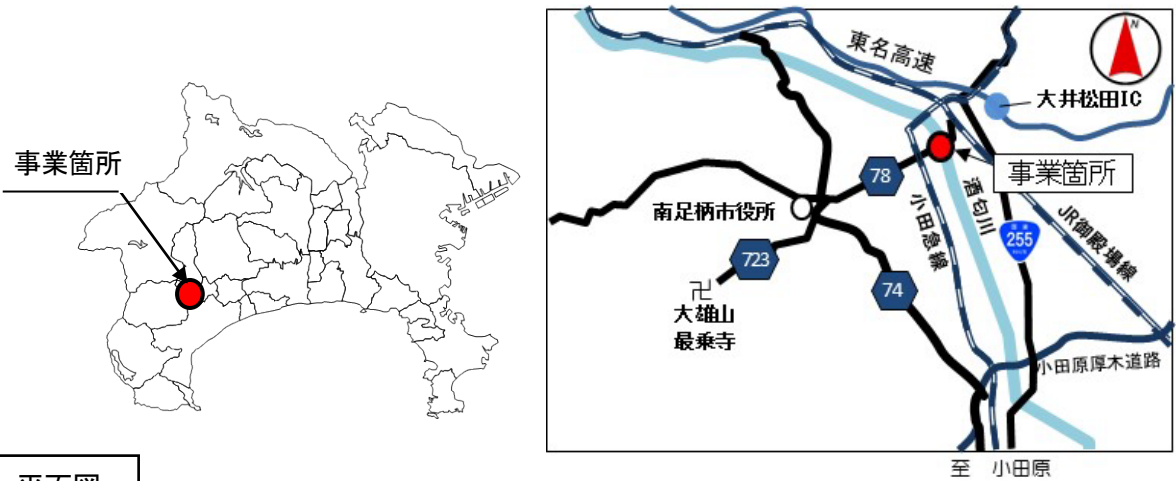 事業箇所
N
東名高速
大井松田IC
事業箇所
78
酒匂川
南足柄市役所
小田急線
255
JR御殿場線
723
74
大雄山
最乗寺
小田原厚木道路
至 小田原